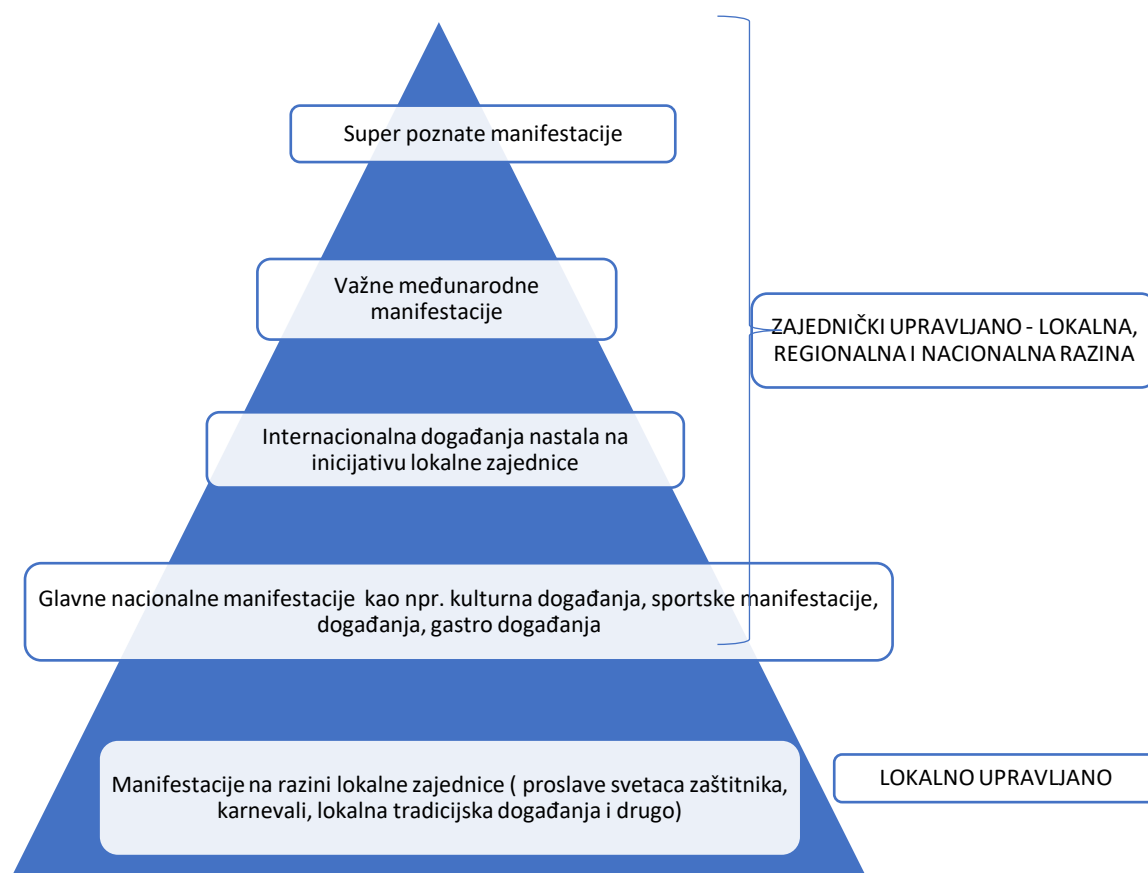 Super poznate manifestacije
Važne međunarodne
manifestacije
ZAJEDNIČKI UPRAVLJANO - LOKALNA,
REGIONALNA I NACIONALNA RAZINA
Internacionalna događanja nastala na
inicijativu lokalne zajednice
Glavne nacionalne manifestacije kao npr. kulturna događanja, sportske manifestacije,
događanja, gastro događanja
Manifestacije na razini lokalne zajednice ( proslave svetaca zaštitnika,
karnevali, lokalna tradicijska događanja i drugo)
LOKALNO UPRAVLJANO